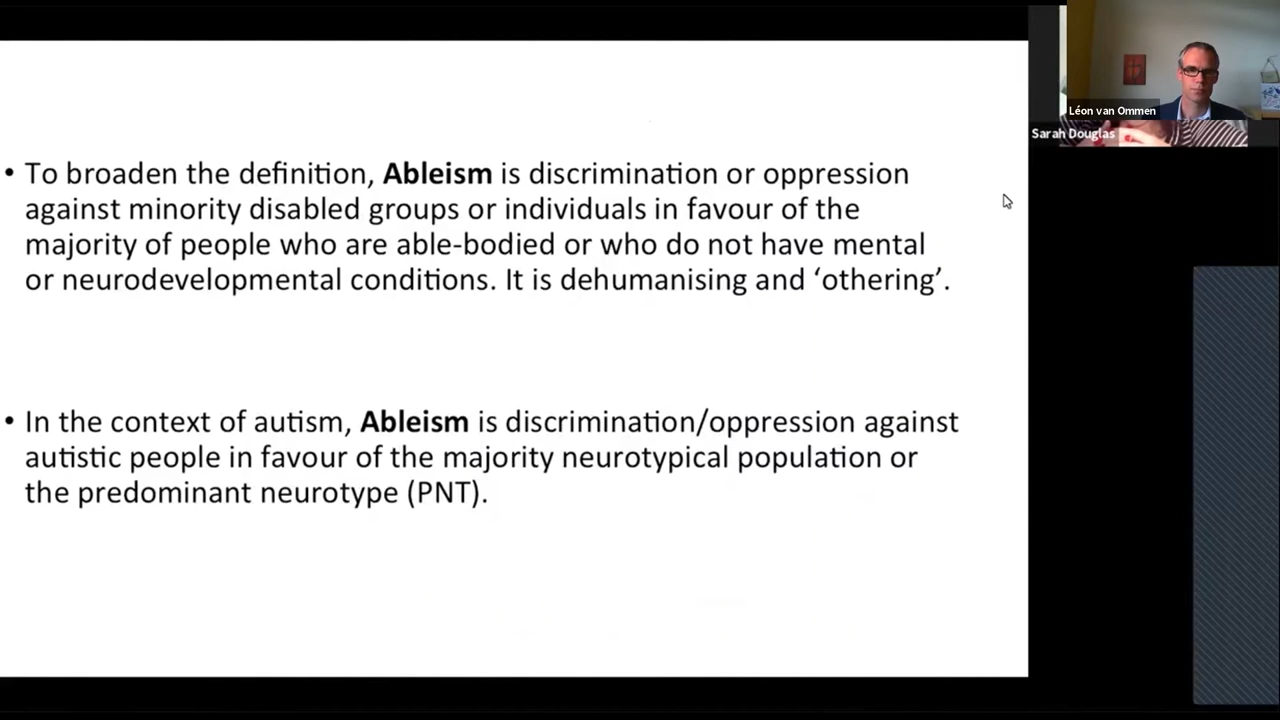 • To broaden the definition, Ableism is discrimination or oppression
against minority disabled groups or individuals in favour of the
majority of people who are able-bodied or who do not have mental
or neurodevelopmental conditions. It is dehumanising and ‘othering’.
• In the context of autism, Ableism is discrimination/oppression against
autistic people in favour of the majority neurotypical population or
the predominant neurotype (PNT).
Léon van Ommen
Sarah Douglas